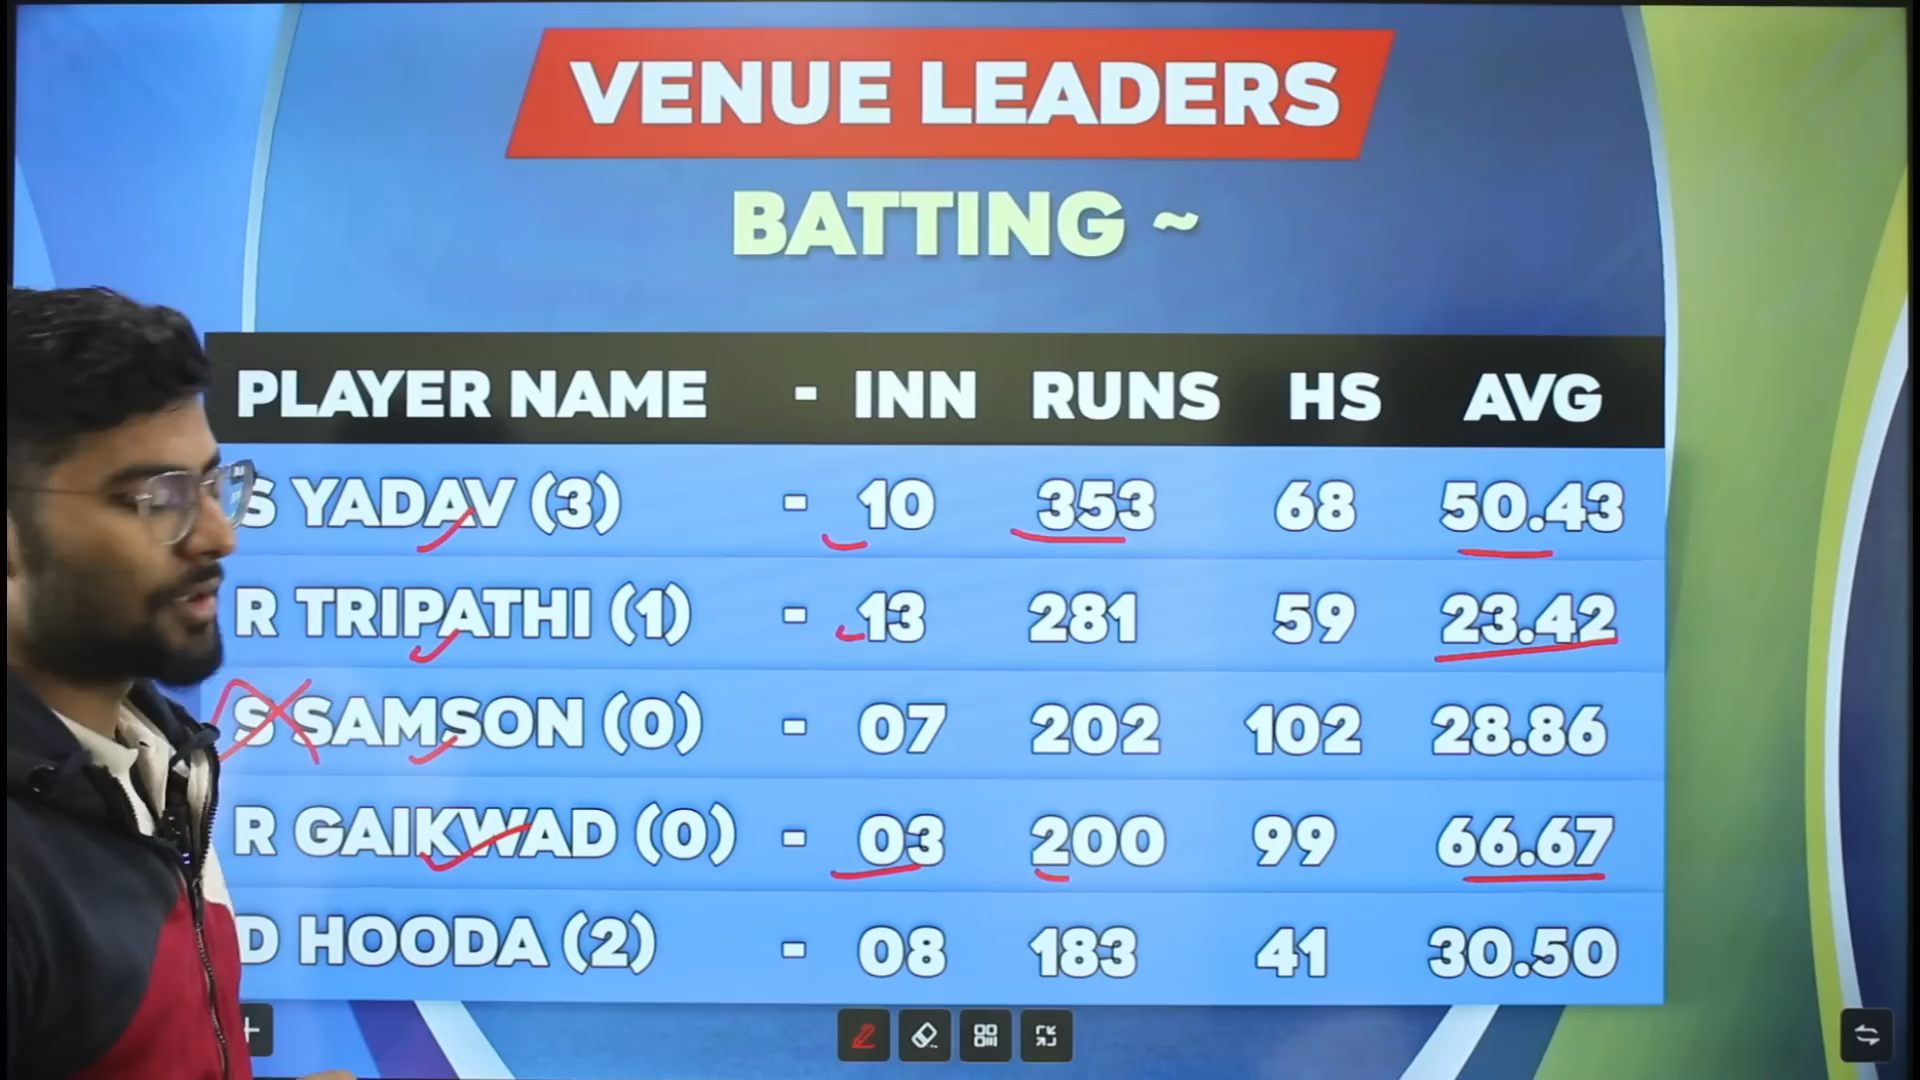 VENUE LEADERS
BATTING ~
PLAYER NAME - INN RUNS HS AVG
S YADAV (3) - 10 353 68 50.43
R TRIPATHI (1) - 13 281 59 23.42
S SAMSON (0) - 07 202 102 28.86
R GAIKWAD (0) - 03 200 99 66.67
D HOODA (2) - 08 183 41 30.50